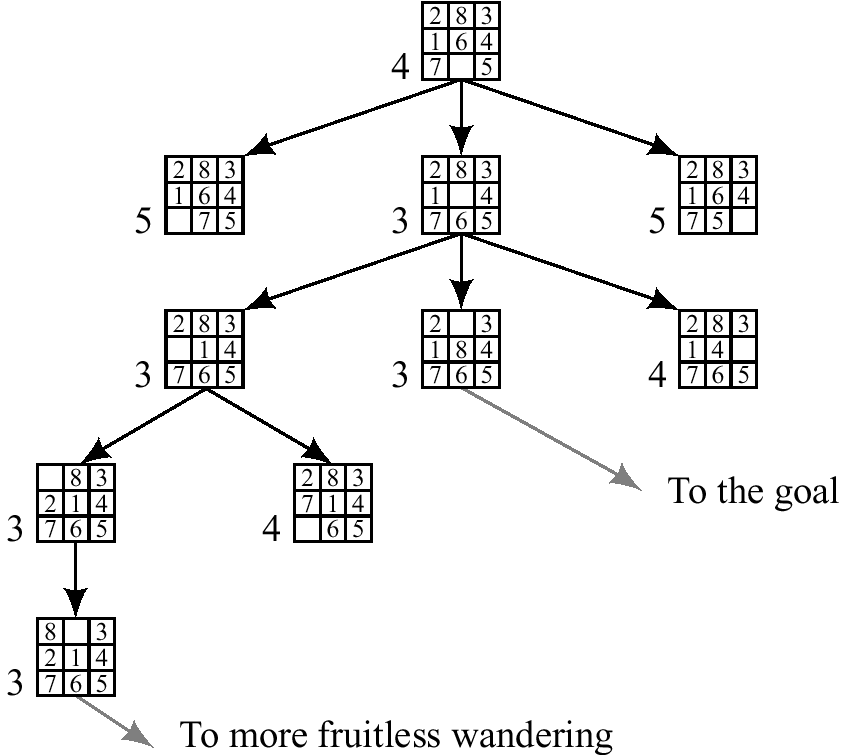 2 8 3
1 6 4
4 7 5
2 8 3 2 8 3 2 8 3
1 6 4 1 4 1 6 4
5 7 5 3 7 6 5 5 7 5
2 8 3 2 3 2 8 3
1 4 1 8 4 1 4
3 7 6 5 3 7 6 5 4 7 6 5
8 3 2 8 3
2 1 4 7 1 4
3 7 6 5 4 6 5
To the goal
8 3
2 1 4
3 7 6 5
To more fruitless wandering